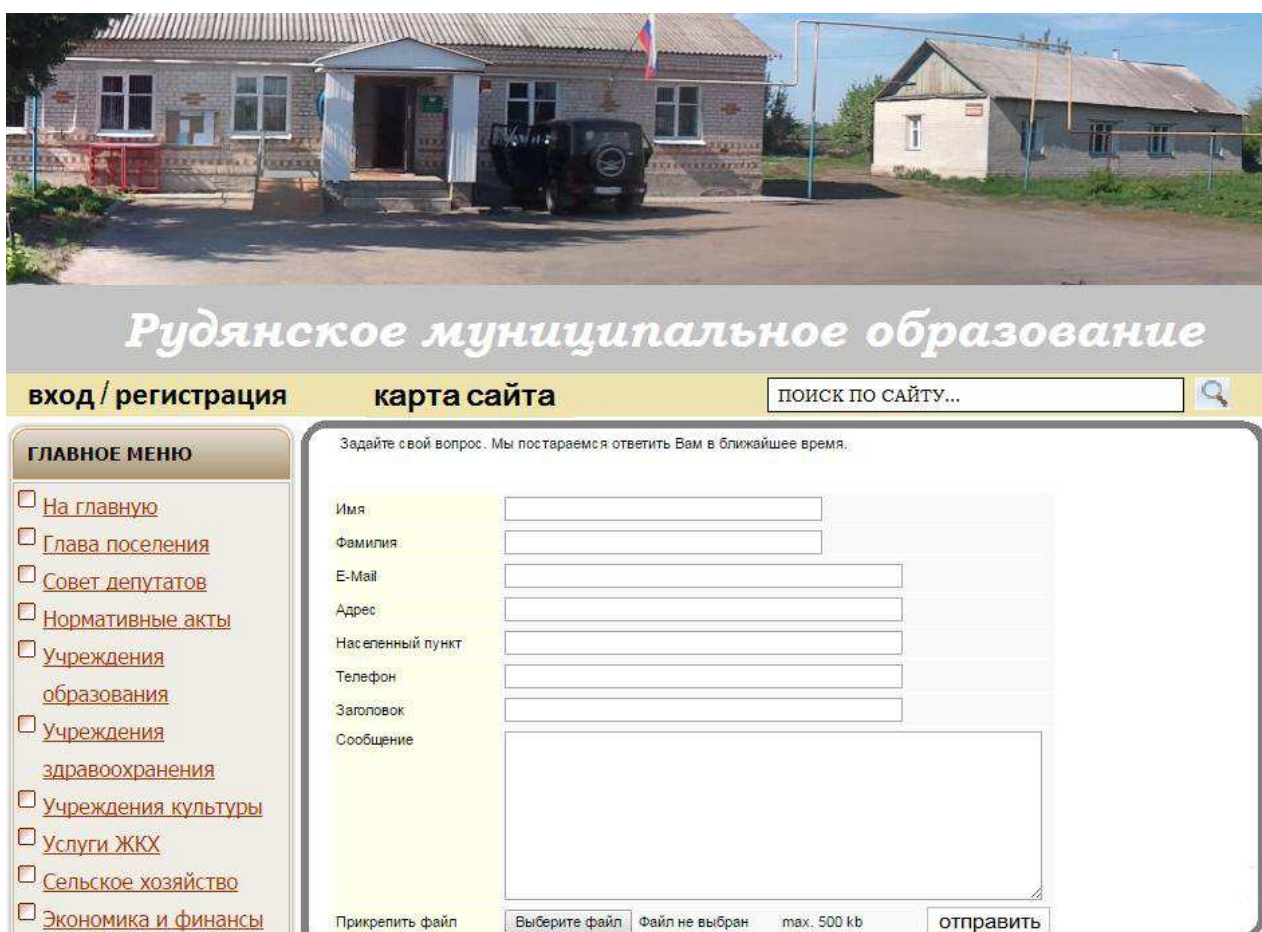 Рудянское муниципальное образование
вход / регистрация
карта сайта
ПОИСК ПО САЙТУ...
ГЛАВНОЕ МЕНЮ
На главную
Глава поселения
Совет депутатов
Нормативные акты
Учреждения
образования
Учреждения
здравоохранения
Учреждения культуры
Услуги ЖКХ
Сельское хозяйство
Экономика и финансы
Задайте свой вопрос. Мы постараемся ответить Вам в ближайшее время.
Имя
Фамилия
E-Mail
Адрес
Населенный пункт
Телефон
Заголовок
Сообщение
Прикрепить файл
Выберите файл
Файл не выбран
max. 500 kb
отправить